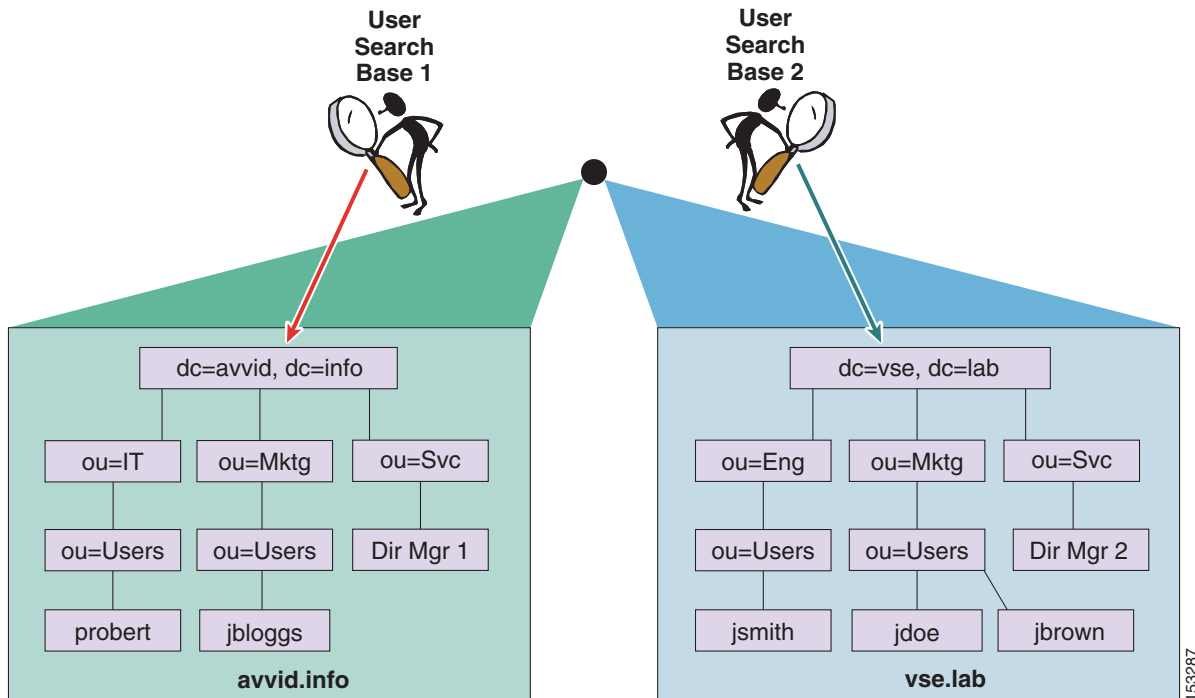 User
Search
Base 1
User
Search
Base 2
dc=avvid, dc=info
dc=vse, dc=lab
ou=IT
ou=Mktg
ou=Svc
ou=Eng
ou=Mktg
ou=Svc
ou=Users
ou=Users
Dir Mgr 1
ou=Users
ou=Users
Dir Mgr 2
probert
jbloggs
jsmith
jdoe
jbrown
avvid.info
vse.lab
153287